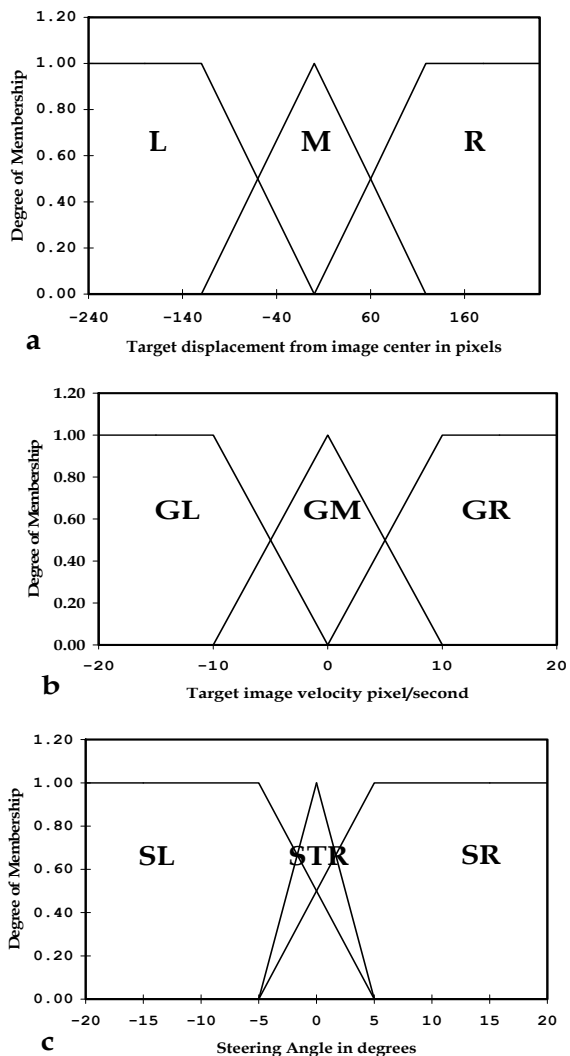 1.20
1.00
0.80
0.60
0.40
0.20
0.00
Degree of Membership
L M R
-240 -140 -40 60 160
a
Target displacement from image center in pixels
1.20
1.00
0.80
0.60
0.40
0.20
0.00
Degree of Membership
GL GM GR
-20 -10 0 10 20
b
Target image velocity pixel/second
1.20
1.00
0.80
0.60
0.40
0.20
0.00
Degree of Membership
SL STR SR
-20 -15 -10 -5 0 5 10 15 20
c
Steering Angle in degrees